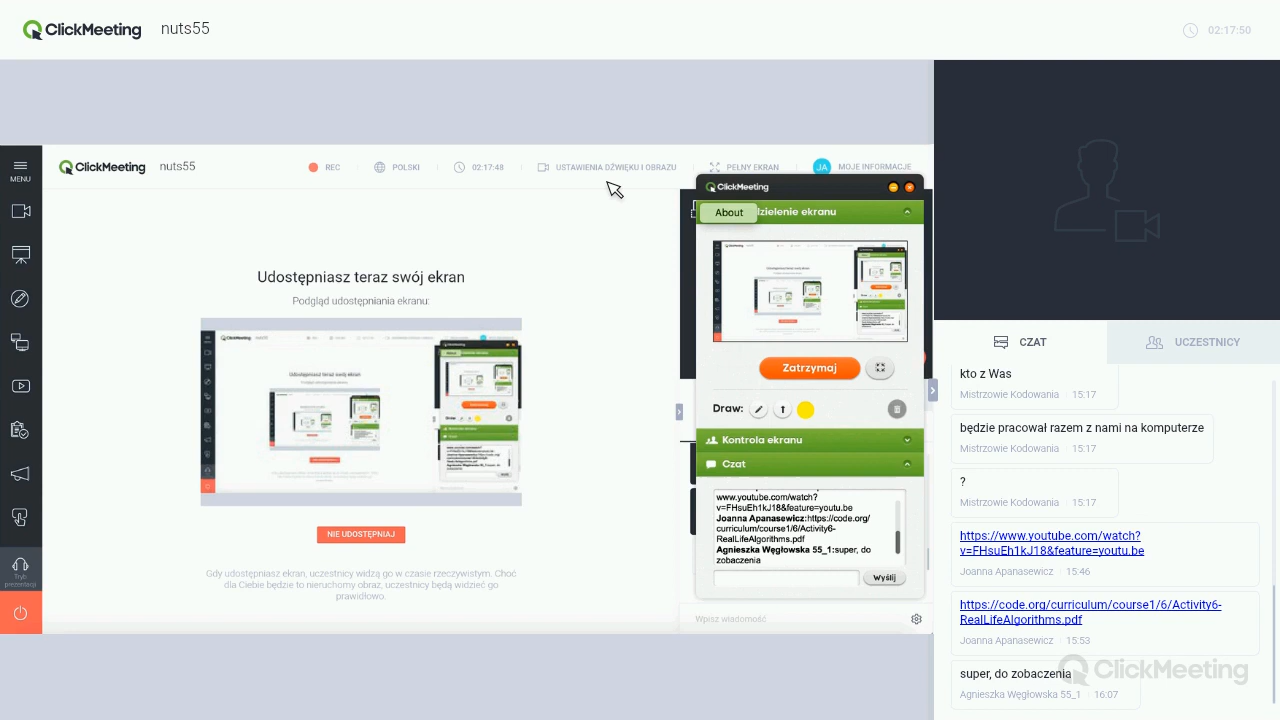 ClickMeeting
nuts55
02:17:50
MENU
ClickMeeting
nuts55
REC
POLSKI
02:17:48
USTAWIENIA DŹWIĘKU I OBRAZU
PEŁNY EKRAN
JA
MOJE INFORMACJE
Udostępniasz teraz swój ekran
Podgląd udostępniania ekranu:
NIE UDOSTĘPNIAJ
Gdy udostępniasz ekran, uczestnicy widzą go w czasie rzeczywistym. Choć
dla Ciebie będzie to nieruchomy obraz, uczestnicy będą widzieć go
prawidłowo.
Tryb
prezentacji
ClickMeeting
About
dzielenie ekranu
Zatrzymaj
Draw:
Kontrola ekranu
Czat
www.youtube.com/watch?
v=FHsuEh1kJ18&feature=youtu.be
Joanna Apanasewicz:https://code.org/
curriculum/course1/6/Activity6-
RealLifeAlgorithms.pdf
Agnieszka Węgłowska 55_1:super, do
zobaczenia
Wyślij
Wpisz wiadomość
CZAT
UCZESTNICY
kto z Was
Mistrzowie Kodowania 15:17
będzie pracował razem z nami na komputerze
Mistrzowie Kodowania 15:17
?
Mistrzowie Kodowania 15:17
https://www.youtube.com/watch?
v=FHsuEh1kJ18&feature=youtu.be
Joanna Apanasewicz 15:46
https://code.org/curriculum/course1/6/Activity6-
RealLifeAlgorithms.pdf
Joanna Apanasewicz 15:53
super, do zobaczenia
Agnieszka Węgłowska 55_1 16:07
ClickMeeting